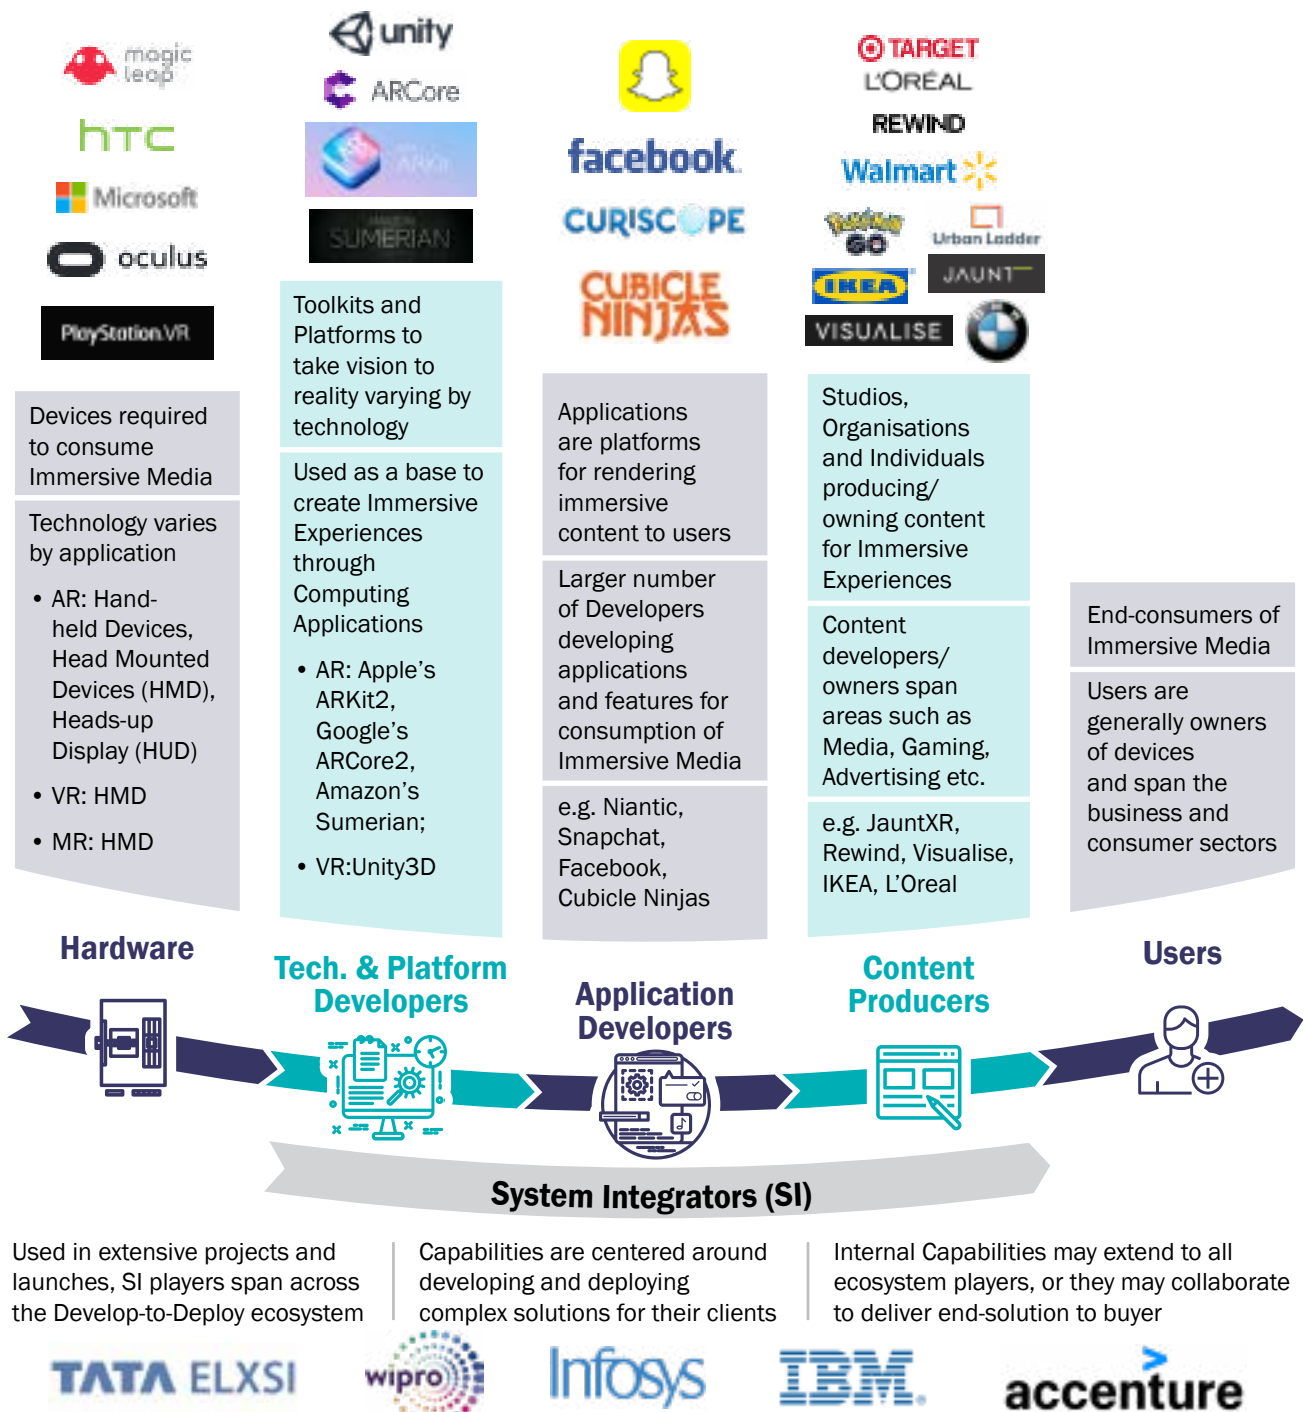 magic
leap
htc
Microsoft
oculus
PlayStation.VR
Devices required
to consume
Immersive Media
Technology varies
by application
• AR: Hand-
held Devices,
Head Mounted
Devices (HMD),
Heads-up
Display (HUD)
• VR: HMD
• MR: HMD
Hardware
unity
ARCore
ARKit
SUMERIAN
Toolkits and
Platforms to
take vision to
reality varying by
technology
Used as a base to
create Immersive
Experiences
through
Computing
Applications
• AR: Apple's
ARKit2,
Google's
ARCore2,
Amazon's
Sumerian;
• VR:Unity3D
Tech. & Platform
Developers
facebook
CURISCOPE
CUBICLE
NINJAS
Applications
are platforms
for rendering
immersive
content to users
Larger number
of Developers
developing
applications
and features for
consumption of
Immersive Media
e.g. Niantic,
Snapchat,
Facebook,
Cubicle Ninjas
Application
Developers
TARGET
L'ORÉAL
REWIND
Walmart
Pokémon
GO
Urban Ladder
IKEA
JAUNT
VISUALISE
BMW
Studios,
Organisations
and Individuals
producing/
owning content
for Immersive
Experiences
Content
developers/
owners span
areas such as
Media, Gaming,
Advertising etc.
e.g. JauntXR,
Rewind, Visualise,
IKEA, L'Oreal
Content
Producers
End-consumers of
Immersive Media
Users are
generally owners
of devices
and span the
business and
consumer sectors
Users
System Integrators (SI)
Used in extensive projects and
launches, SI players span across
the Develop-to-Deploy ecosystem
Capabilities are centered around
developing and deploying
complex solutions for their clients
Internal Capabilities may extend to all
ecosystem players, or they may collaborate
to deliver end-solution to buyer
TATA ELXSI
wipro
Infosys
IBM
accenture